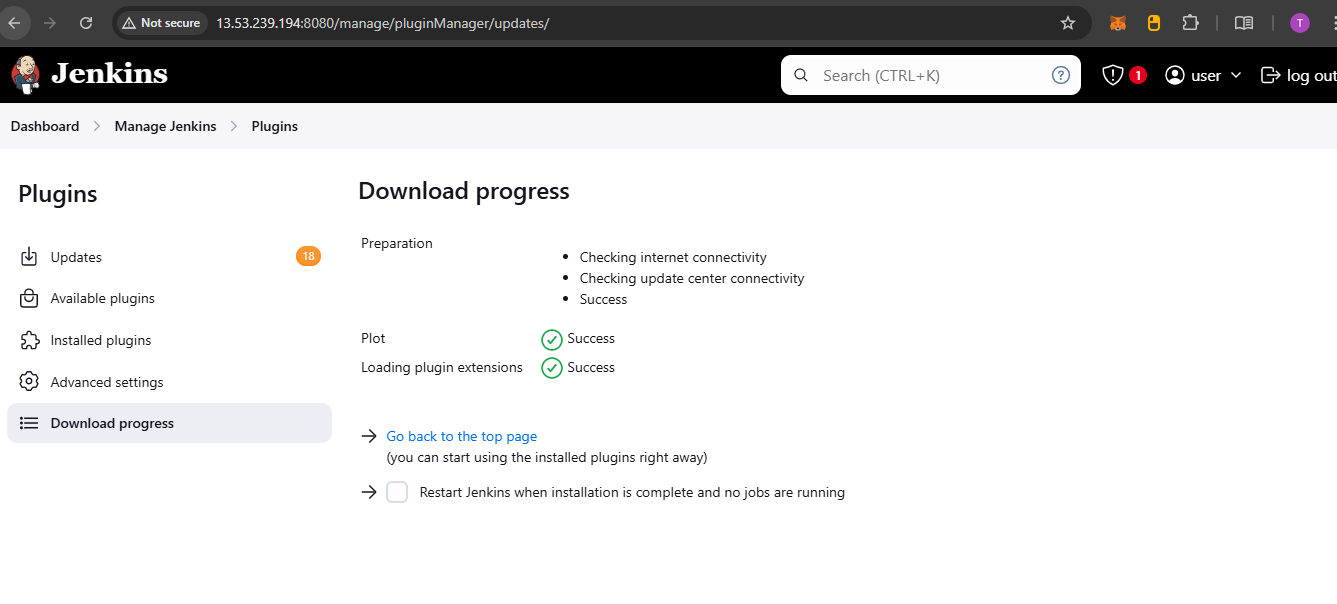 Not secure 13.53.239.194:8080/manage/pluginManager/updates/ T
Jenkins Search (CTRL+K) ? 1 user log out
Dashboard Manage Jenkins Plugins
Plugins
Updates 18
Available plugins
Installed plugins
Advanced settings
Download progress
Download progress
Preparation
Checking internet connectivity
Checking update center connectivity
Success
Plot Success
Loading plugin extensions Success
Go back to the top page
(you can start using the installed plugins right away)
Restart Jenkins when installation is complete and no jobs are running